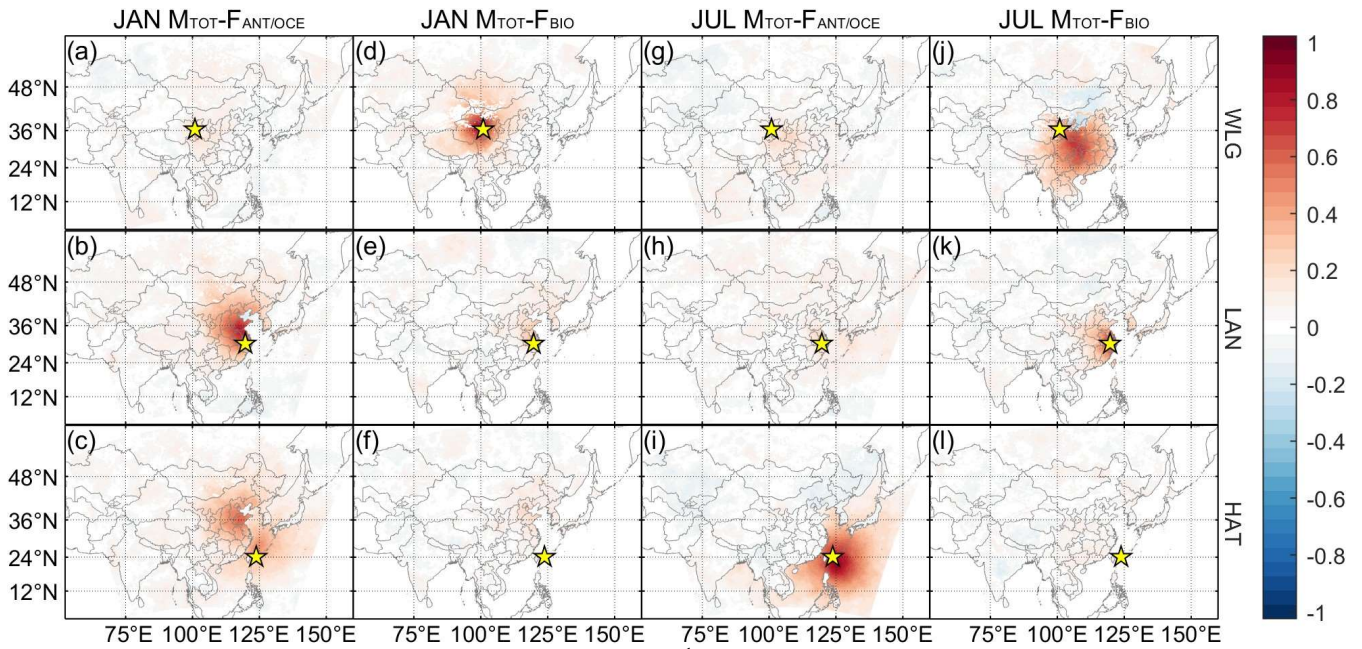 JAN MTOT-FANT/OCE JAN MTOT-FBIO JUL MTOT-FANT/OCE JUL MTOT-FBIO
(a) (d) (g) (j)
48°N
36°N
24°N
12°N
WLG
(b) (e) (h) (k)
48°N
36°N
24°N
12°N
LAN
(c) (f) (i) (l)
48°N
36°N
24°N
12°N
HAT
75°E 100°E 125°E 150°E 75°E 100°E 125°E 150°E 75°E 100°E 125°E 150°E 75°E 100°E 125°E 150°E
1
0.8
0.6
0.4
0.2
0
-0.2
-0.4
-0.6
-0.8
-1